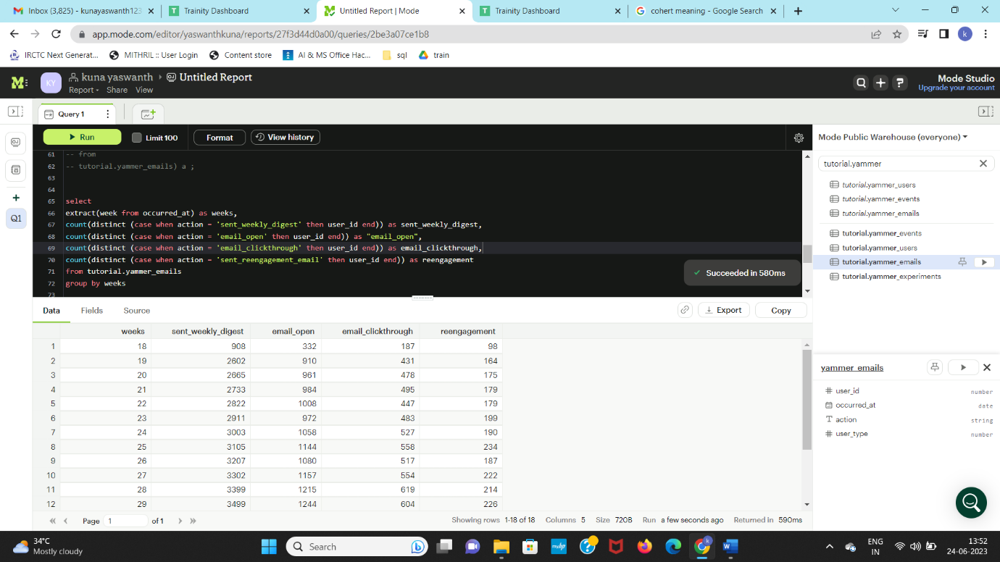 Inbox (3,825) - kunayaswanth123
Trainity Dashboard
Untitled Report | Mode
Trainity Dashboard
cohert meaning - Google Search
app.mode.com/editor/yaswanthkuna/reports/27f3d44d0a00/queries/2be3a07ce1b8
k
IRCTC Next Generat...
MITHRIL :: User Login
Content store
AI & MS Office Hac...
sql
train
KY
kuna yaswanth
Untitled Report
Report
Share
View
Mode Studio
Upgrade your account
Query 1
Run
Limit 100
Format
View history
Q1
61 -- from
62 -- tutorial.yammer_emails) a ;
63
64
65 select
66 extract(week from occurred_at) as weeks,
67 count(distinct (case when action = 'sent_weekly_digest' then user_id end)) as sent_weekly_digest,
68 count(distinct (case when action = 'email_open' then user_id end)) as "email_open",
69 count(distinct (case when action = 'email_clickthrough' then user_id end)) as email_clickthrough,
70 count(distinct (case when action = 'sent_reengagement_email' then user_id end)) as reengagement
71 from tutorial.yammer_emails
72 group by weeks
73
Succeeded in 580ms
Data
Fields
Source
Export
Copy
weeks sent_weekly_digest email_open email_clickthrough reengagement
1 18 908 332 187 98
2 19 2602 910 431 164
3 20 2665 961 478 175
4 21 2733 984 495 179
5 22 2822 1008 447 179
6 23 2911 972 483 199
7 24 3003 1058 527 190
8 25 3105 1144 558 234
9 26 3207 1080 517 187
10 27 3302 1157 554 222
11 28 3399 1215 619 214
12 29 3499 1244 604 226
Page 1 of 1
Showing rows 1-18 of 18 Columns 5 Size 720B Run a few seconds ago Returned in 590ms
Mode Public Warehouse (everyone)
tutorial.yammer
tutorial.yammer_users
tutorial.yammer_events
tutorial.yammer_emails
tutorial.yammer_events
tutorial.yammer_users
tutorial.yammer_emails
tutorial.yammer_experiments
yammer_emails
user_id number
occurred_at date
action string
user_type number
34°C
Mostly cloudy
Search
ENG
IN
13:52
24-06-2023